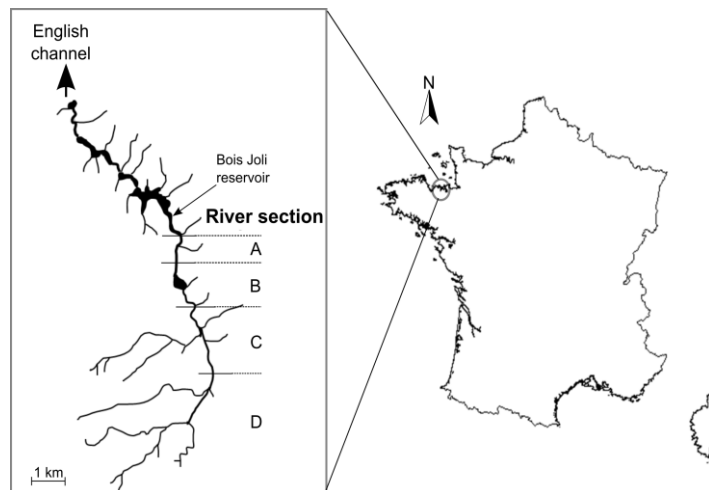 English
channel
N
Bois Joli
reservoir
River section
A
B
C
D
1 km